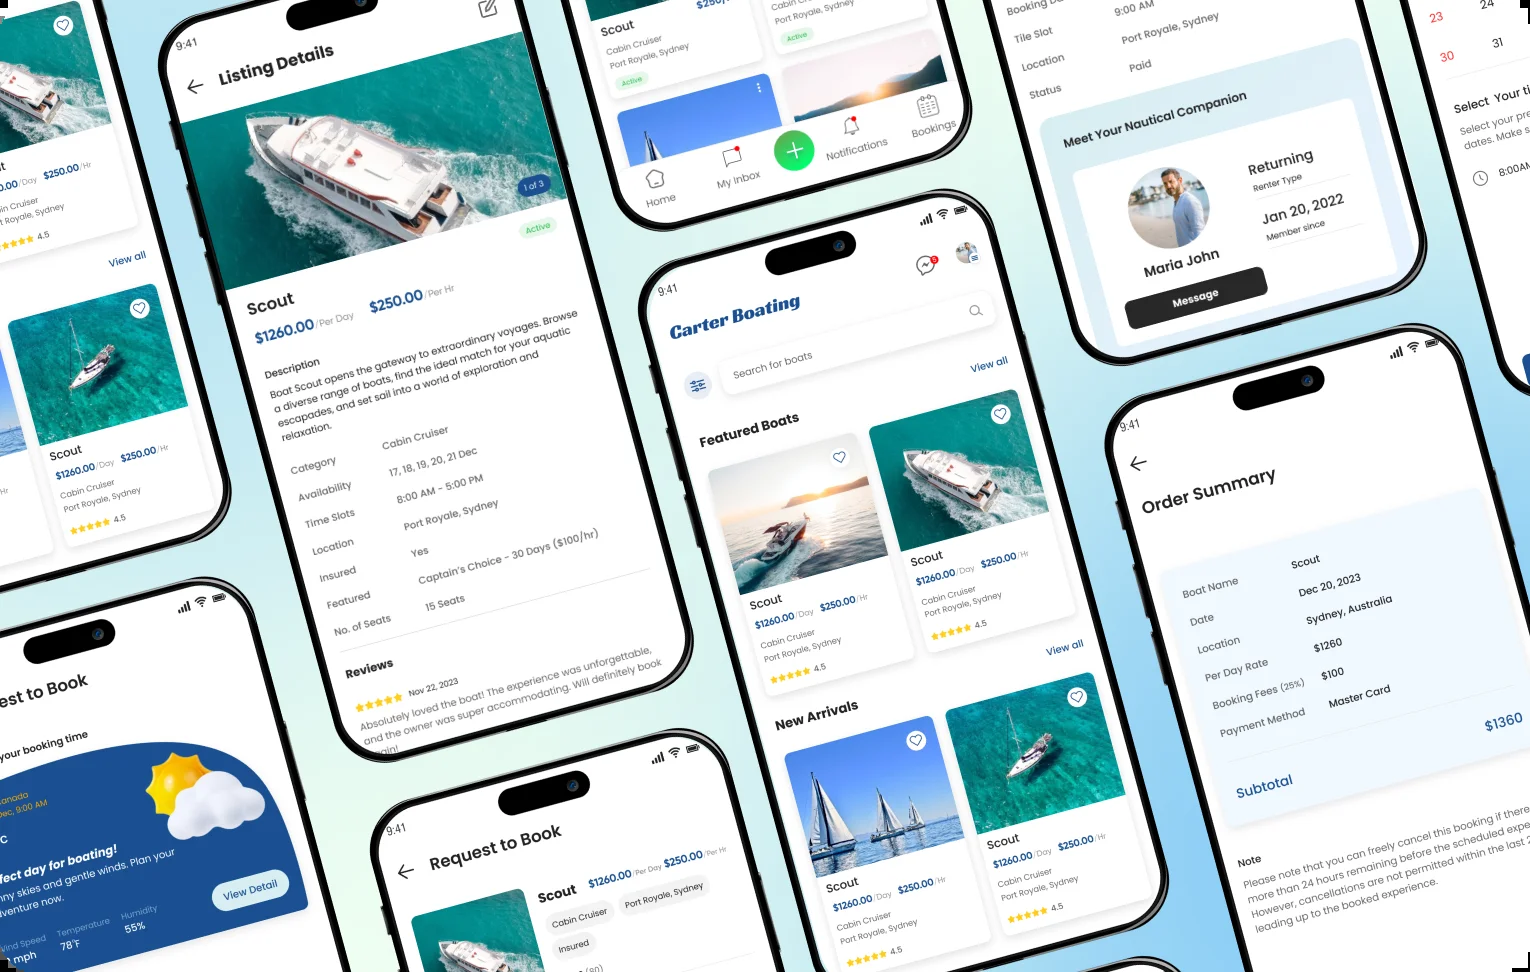 $250.00/Hr
Port Royale, Sydney
4.5
View all
Scout
$1260.00/Day $250.00/Hr
Cabin Cruiser
Port Royale, Sydney
4.5
/Hr
Request to Book
your booking time
Dec, 9:00 AM
day for boating!
skies and gentle winds. Plan your
now.
View Detail
Wind Speed
mph
Temperature
78°F
Humidity
55%
9:41
Listing Details
1 of 3
Active
Scout
$1260.00/Per Day $250.00/Per Hr
Description
Boat Scout opens the gateway to extraordinary voyages. Browse
a diverse range of boats, find the ideal match for your aquatic
escapades, and set sail into a world of exploration and
relaxation.
Category Cabin Cruiser
Availability 17, 18, 19, 20, 21 Dec
Time Slots 8:00 AM - 5:00 PM
Location Port Royale, Sydney
Insured Yes
Featured Captain's Choice - 30 Days ($100/hr)
No. of Seats 15 Seats
Reviews
Nov 22, 2023
Absolutely loved the boat! The experience was unforgettable,
and the owner was super accommodating. Will definitely book
9:41
Request to Book
Scout $1260.00/Per Day $250.00/Per Hr
Cabin Cruiser
Port Royale, Sydney
Insured
(80)
Scout
Cabin Cruiser
Port Royale, Sydney
Active
Cabin Cruiser
Port Royale, Sydney
Active
Home
My Inbox
Notifications
Bookings
9:41
Carter Boating
Search for boats
Featured Boats
View all
Scout
$1260.00/Day $250.00/Hr
Cabin Cruiser
Port Royale, Sydney
4.5
Scout
$1260.00/Day $250.00/Hr
Cabin Cruiser
Port Royale, Sydney
4.5
New Arrivals
View all
Scout
$1260.00/Day $250.00/Hr
Cabin Cruiser
Port Royale, Sydney
4.5
Scout
$1260.00/Day $250.00/Hr
Cabin Cruiser
Port Royale, Sydney
4.5
Booking
Tile Slot 9:00 AM
Location Port Royale, Sydney
Status Paid
Meet Your Nautical Companion
Maria John
Returning
Renter Type
Jan 20, 2022
Member since
Message
9:41
Order Summary
Boat Name Scout
Date Dec 20, 2023
Location Sydney, Australia
Per Day Rate $1260
Booking Fees (25%) $100
Payment Method Master Card
Subtotal $1360
Note
Please note that you can freely cancel this booking if there
more than 24 hours remaining before the scheduled
However, cancellations are not permitted within the last
leading up to the booked experience.
23 24
30 31
Select Your
Select your
dates. Make
8:00AM